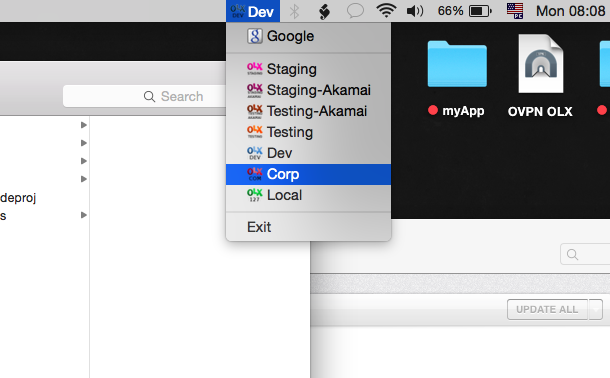 Dev
66%
Mon 08:08
Google
Staging
Staging-Akamai
Testing-Akamai
Testing
Dev
Corp
Local
Exit
Search
deproj
s
myApp
OVPN OLX
UPDATE ALL